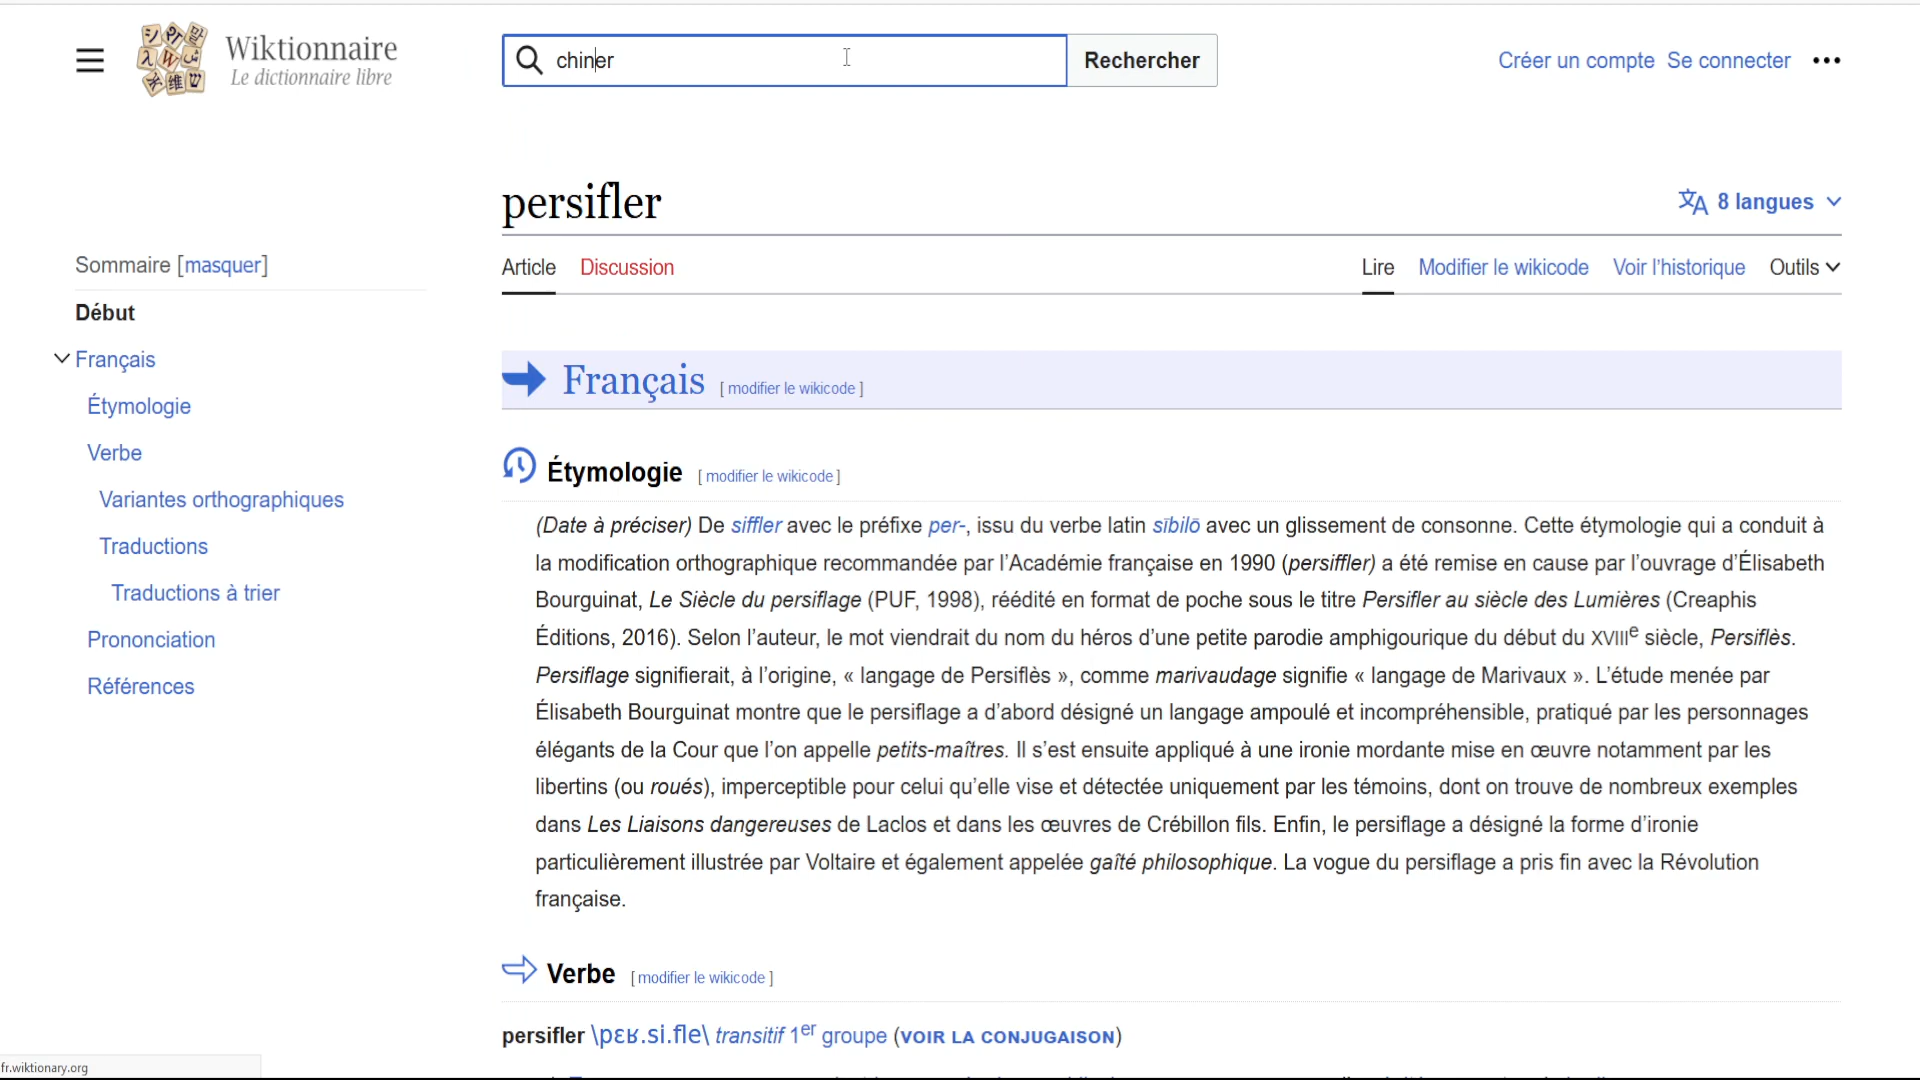 Wiktionnaire
Le dictionnaire libre
chiner
Rechercher
Créer un compte Se connecter
persifler
8 langues
Sommaire [masquer]
Article Discussion
Lire Modifier le wikicode Voir l'historique Outils
Début
Français
Étymologie
Verbe
Variantes orthographiques
Traductions
Traductions à trier
Prononciation
Références
Français [ modifier le wikicode ]
Étymologie [ modifier le wikicode ]
(Date à préciser) De siffler avec le préfixe per-, issu du verbe latin sībilō avec un glissement de consonne. Cette étymologie qui a conduit à
la modification orthographique recommandée par l’Académie française en 1990 (persiffler) a été remise en cause par l’ouvrage d’Élisabeth
Bourguinat, Le Siècle du persiflage (PUF, 1998), réédité en format de poche sous le titre Persifler au siècle des Lumières (Creaphis
Éditions, 2016). Selon l’auteur, le mot viendrait du nom du héros d’une petite parodie amphigourique du début du XVIIIe siècle, Persiflès.
Persiflage signifierait, à l’origine, « langage de Persiflès », comme marivaudage signifie « langage de Marivaux ». L’étude menée par
Élisabeth Bourguinat montre que le persiflage a d’abord désigné un langage ampoulé et incompréhensible, pratiqué par les personnages
élégants de la Cour que l’on appelle petits-maîtres. Il s’est ensuite appliqué à une ironie mordante mise en œuvre notamment par les
libertins (ou roués), imperceptible pour celui qu’elle vise et détectée uniquement par les témoins, dont on trouve de nombreux exemples
dans Les Liaisons dangereuses de Laclos et dans les œuvres de Crébillon fils. Enfin, le persiflage a désigné la forme d’ironie
particulièrement illustrée par Voltaire et également appelée gaîté philosophique. La vogue du persiflage a pris fin avec la Révolution
française.
Verbe [ modifier le wikicode ]
persifler \pɛʁ.si.fle\ transitif 1er groupe (VOIR LA CONJUGAISON)
fr.wiktionary.org